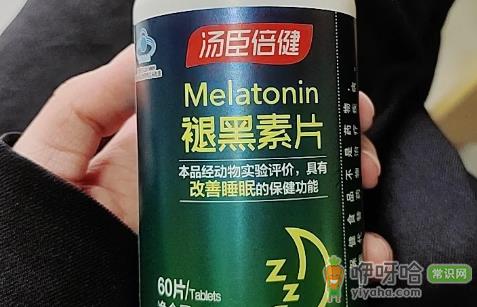 汤臣倍健
Melatonin
褪黑素片
本品经动物实验评价，具有
改善睡眠的保健功能
z
z
z
60片/Tablets
咿呀哈 常识网
yiyaha.com